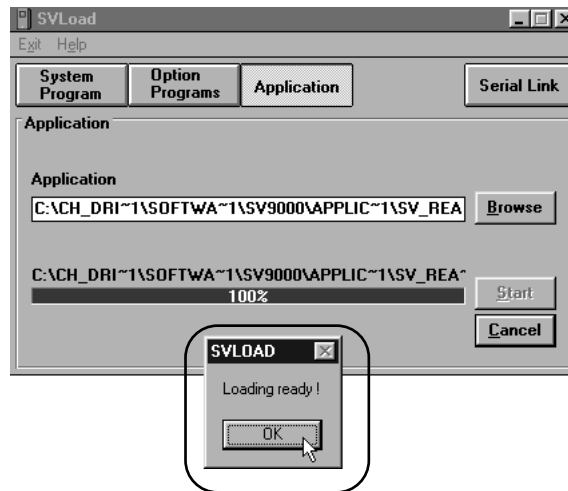 SVLoad
Exit Help
System Program
Option Programs
Application
Serial Link
Application
Application
C:\CH_DRI~1\SOFTWA~1\SV9000\APPLIC~1\SV_REA
Browse
C:\CH_DRI~1\SOFTWA~1\SV9000\APPLIC~1\SV_REA~
100%
Start
Cancel
SVLOAD
Loading ready !
OK